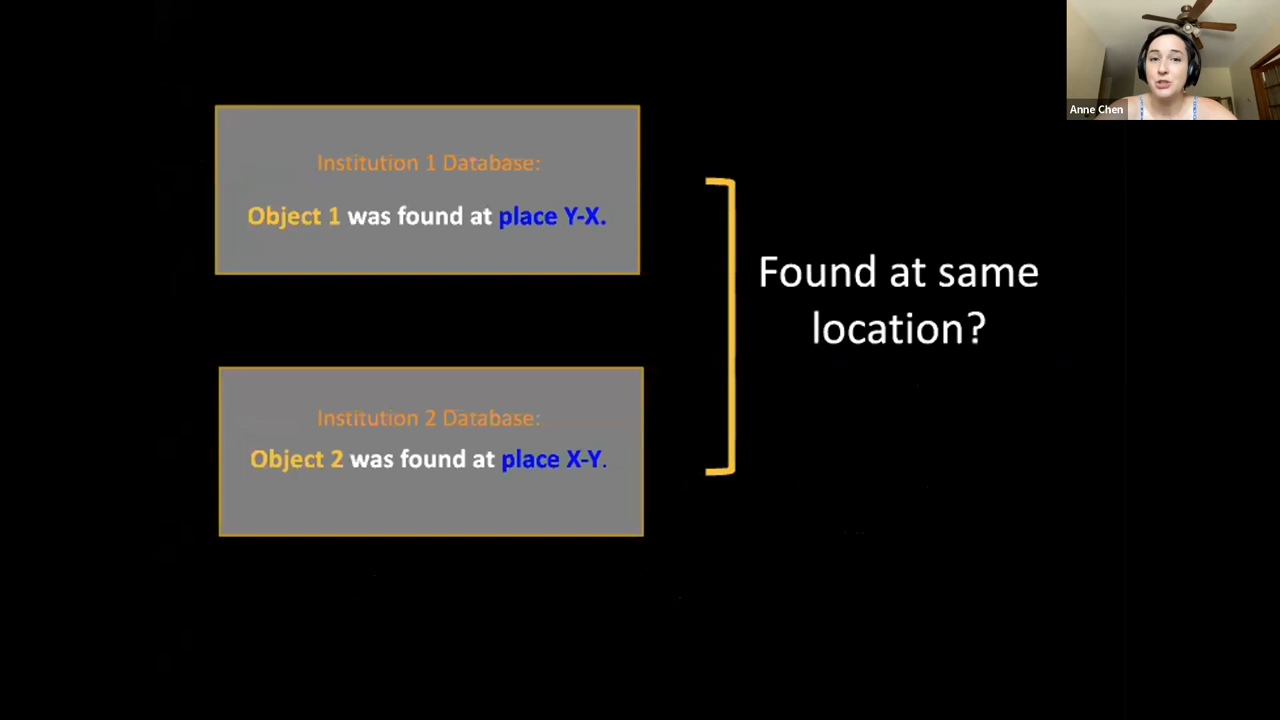 Anne Chen
Institution 1 Database:
Object 1 was found at place Y-X.
Found at same
location?
Institution 2 Database:
Object 2 was found at place X-Y.